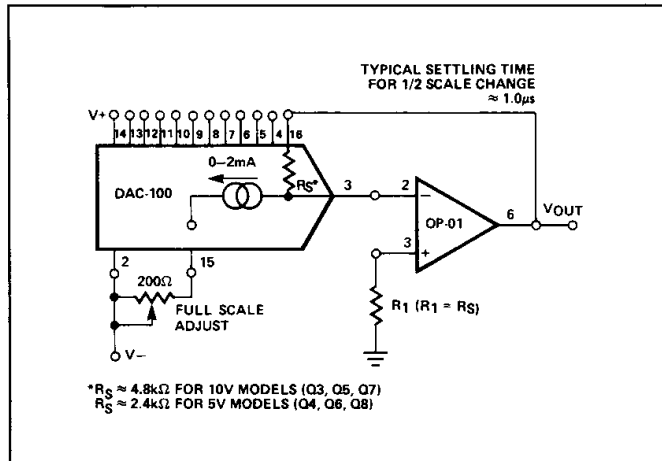 TYPICAL SETTLING TIME
FOR 1/2 SCALE CHANGE
≈ 1.0μs
V+
14 13 12 11 10 9 8 7 6 5 4 16
0–2mA
RS*
DAC-100
3
2
–
OP-01
6
VOUT
3
+
2
15
200Ω
FULL SCALE
ADJUST
R1 (R1 = RS)
V–
*RS ≈ 4.8kΩ FOR 10V MODELS (Q3, Q5, Q7)
RS ≈ 2.4kΩ FOR 5V MODELS (Q4, Q6, Q8)